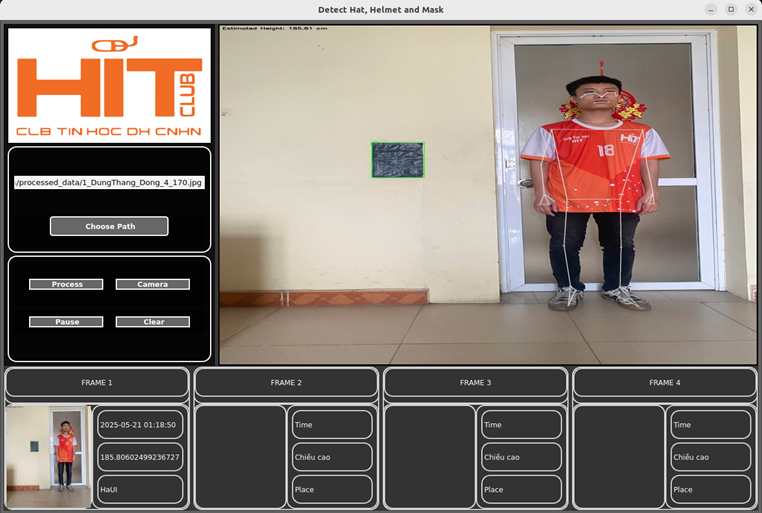 Detect Hat, Helmet and Mask
HIT
CLUB
CLB TIN HOC DH CNHN
/processed_data/1_DungThang_Dong_4_170.jpg
Choose Path
Process
Camera
Pause
Clear
Estimated Height: 185.81 cm
HIT
18
FRAME 1
FRAME 2
FRAME 3
FRAME 4
2025-05-21 01:18:50
185.80602499236727
HaUI
Time
Chiều cao
Place
Time
Chiều cao
Place
Time
Chiều cao
Place